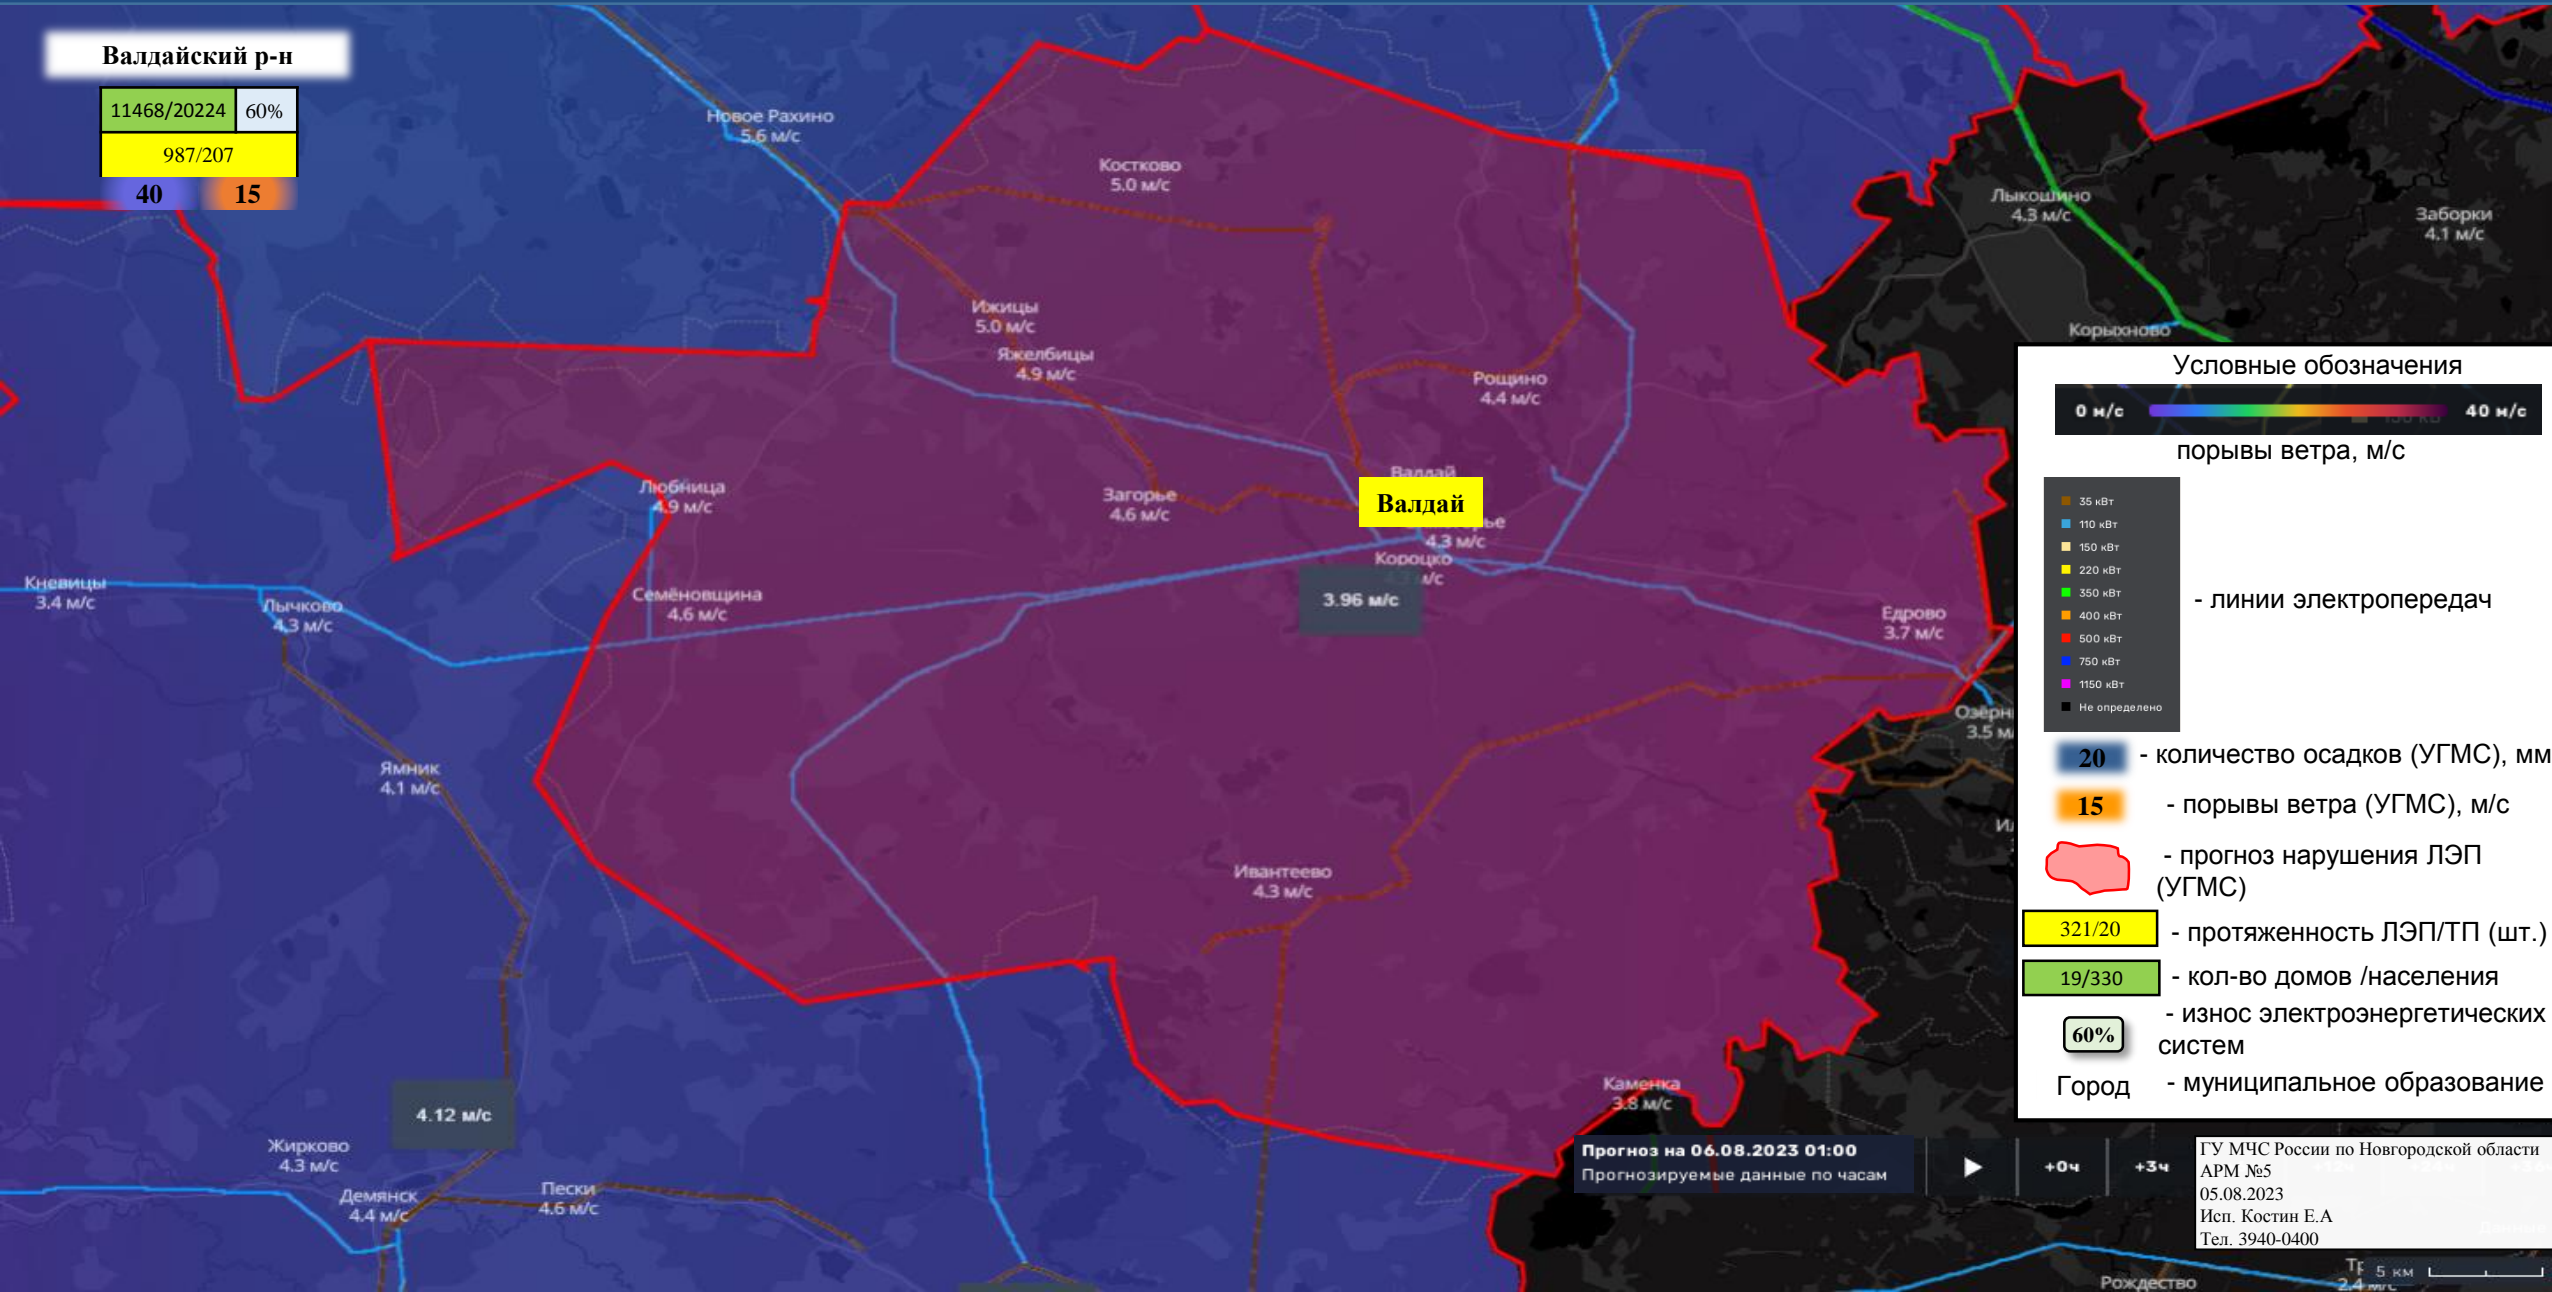 Валдайский р-н
11468/20224 60%
987/207
40 15
Новое Рахино
5.6 м/с
Костково
5.0 м/с
Лыкошино
4.3 м/с
Заборки
4.1 м/с
Ижицы
5.0 м/с
Яжелбицы
4.9 м/с
Рощино
4.4 м/с
Корыхново
Любница
4.9 м/с
Загорье
4.6 м/с
Валдай
Валдай
4.3 м/с
Короцко
3.96 м/с
Кневицы
3.4 м/с
Лычково
4.3 м/с
Семёновщина
4.6 м/с
Едрово
3.7 м/с
Ямник
4.1 м/с
Ивантеево
4.3 м/с
Каменка
3.8 м/с
4.12 м/с
Жирково
4.3 м/с
Демянск
4.4 м/с
Пески
4.6 м/с
Рождество
Условные обозначения
0 м/с 40 м/с
порывы ветра, м/с
35 кВт
110 кВт
150 кВт
220 кВт
350 кВт
400 кВт
500 кВт
750 кВт
1150 кВт
Не определено
- линии электропередач
20 - количество осадков (УГМС), мм
15 - порывы ветра (УГМС), м/с
- прогноз нарушения ЛЭП
(УГМС)
321/20 - протяженность ЛЭП/ТП (шт.)
19/330 - кол-во домов /населения
60% - износ электроэнергетических
систем
Город - муниципальное образование
Прогноз на 06.08.2023 01:00
Прогнозируемые данные по часам
+0ч +3ч
ГУ МЧС России по Новгородской области
АРМ №5
05.08.2023
Исп. Костин Е.А
Тел. 3940-0400
5 км